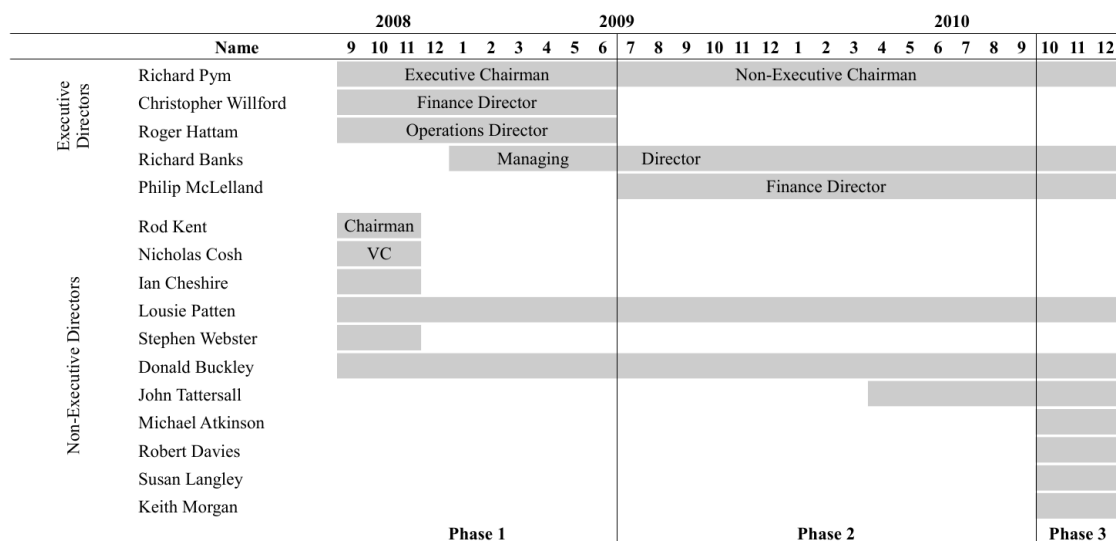 2008 2009 2010
Name 9 10 11 12 1 2 3 4 5 6 7 8 9 10 11 12 1 2 3 4 5 6 7 8 9 10 11 12
Executive Directors
Richard Pym Executive Chairman Non-Executive Chairman
Christopher Willford Finance Director
Roger Hattam Operations Director
Richard Banks Managing Director
Philip McLelland Finance Director
Non-Executive Directors
Rod Kent Chairman
Nicholas Cosh VC
Ian Cheshire
Lousie Patten
Stephen Webster
Donald Buckley
John Tattersall
Michael Atkinson
Robert Davies
Susan Langley
Keith Morgan
Phase 1 Phase 2 Phase 3